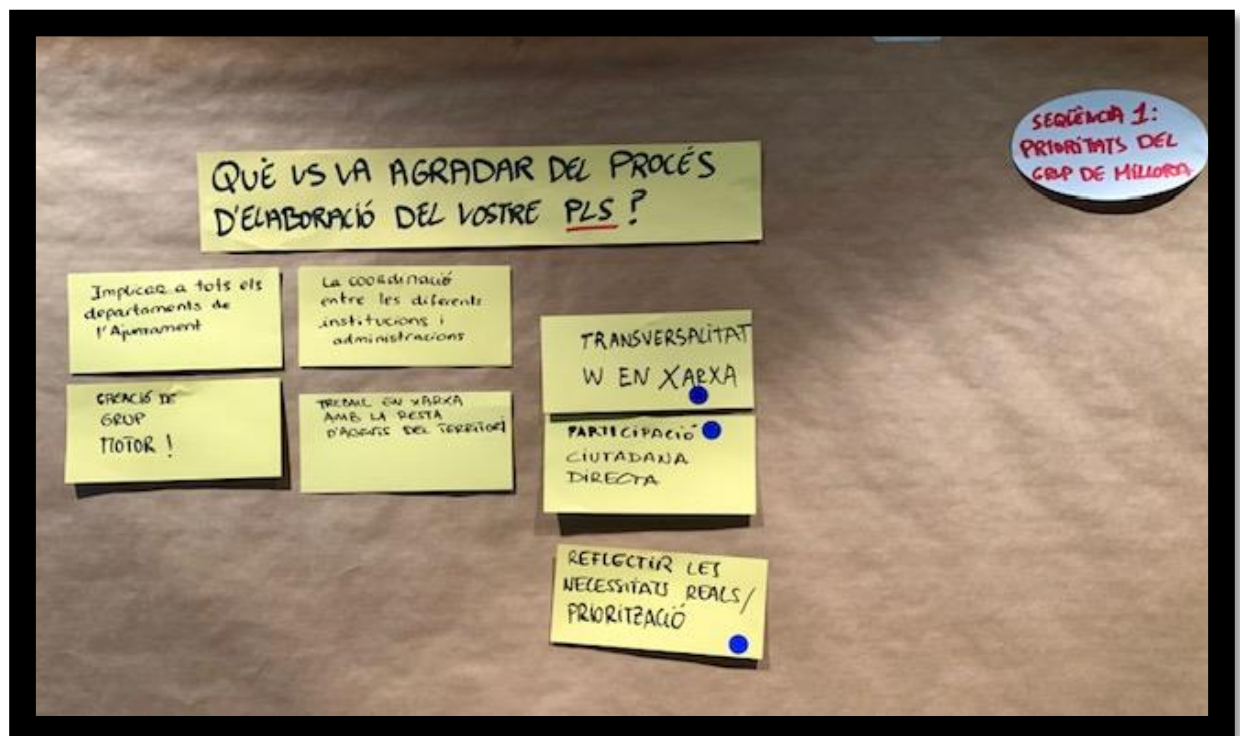 QUÈ US VA AGRADAR DEL PROCÉS
D'ELABORACIÓ DEL VOSTRE PLS?
SEQÜÈNCIA 1:
PRIORITATS DEL
GRUP DE MILLORA
Implicar a tots els
departaments de
l'Ajuntament
La coordinació
entre les diferents
institucions i
administracions
CREACIÓ DE
GRUP
MOTOR!
TREBALL EN XARXA
AMB LA RESTA
D'AGENTS DEL TERRITORI
TRANSVERSALITAT
W EN XARXA
PARTICIPACIÓ
CIUTADANA
DIRECTA
REFLECTIR LES
NECESSITATS REALS/
PRIORITZACIÓ